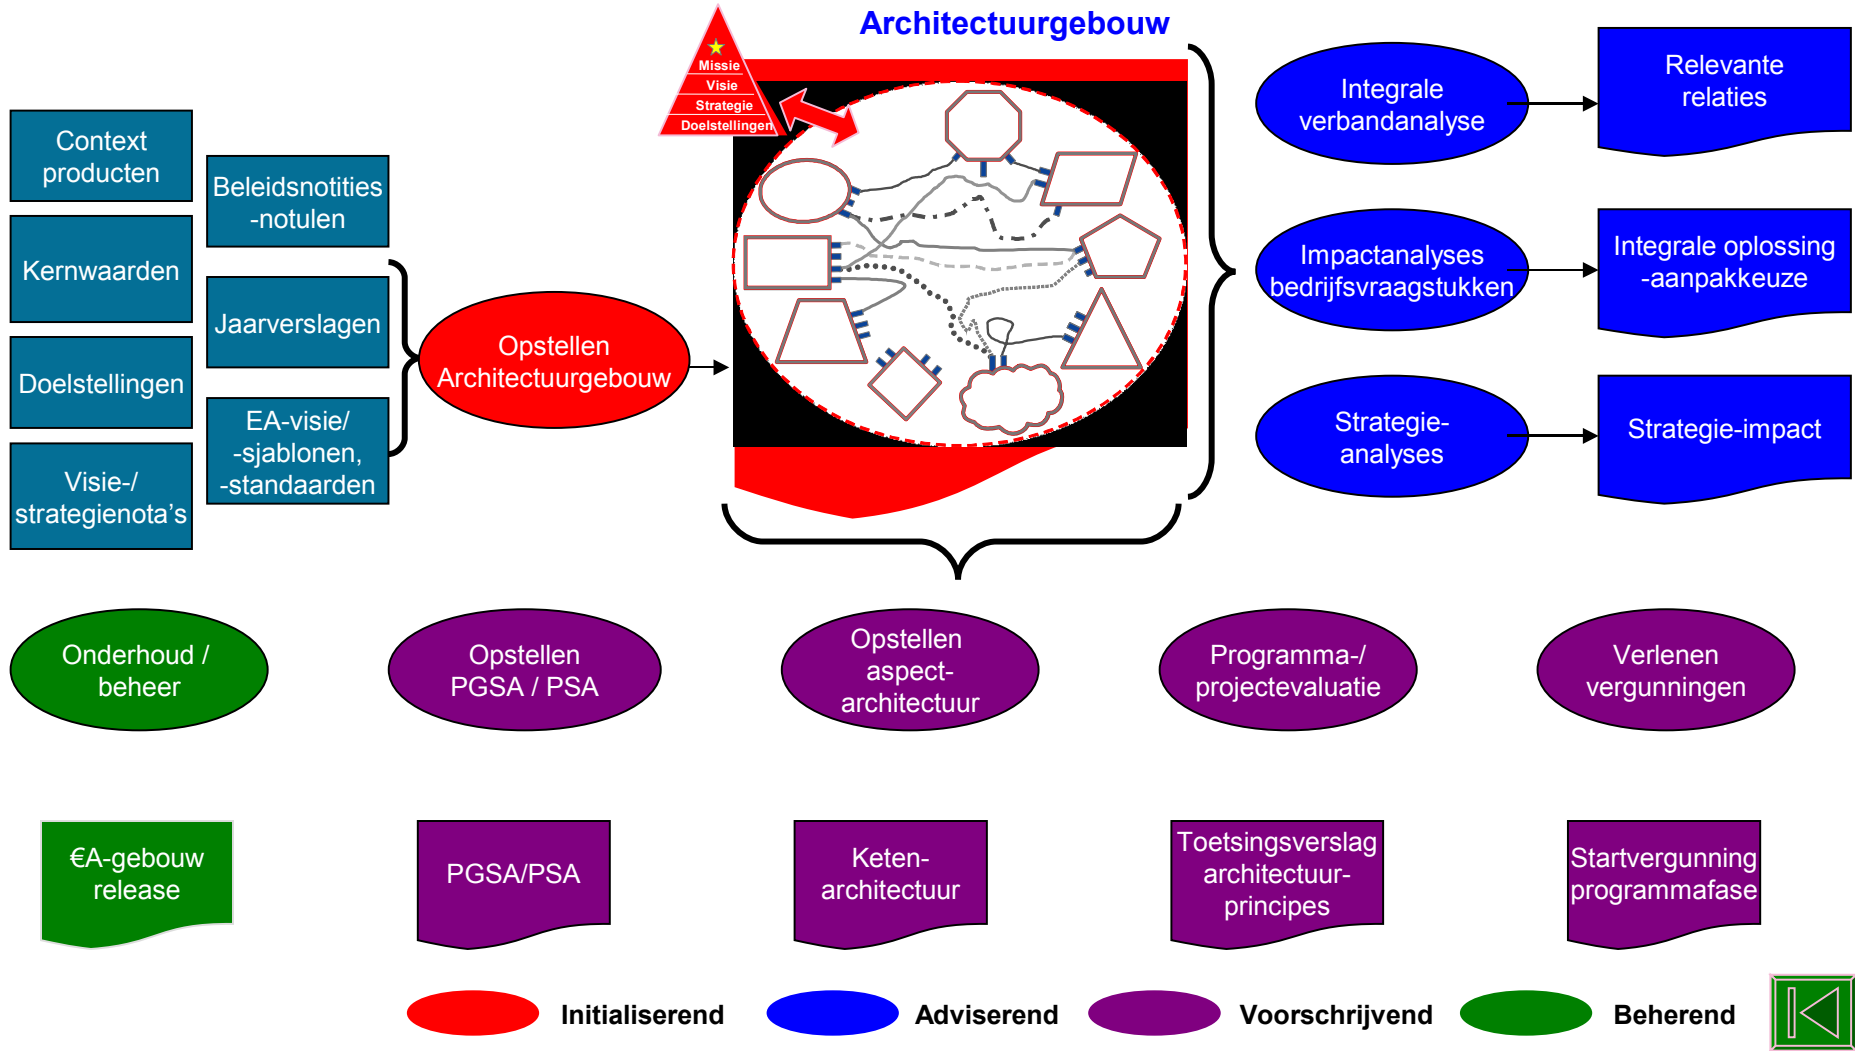 Architectuurgebouw
Missie
Visie
Strategie
Doelstellingen
Context
producten
Kernwaarden
Doelstellingen
Visie-/
strategienota’s
Beleidsnotities
-notulen
Jaarverslagen
EA-visie/
-sjablonen,
-standaarden
Opstellen
Architectuurgebouw
Integrale
verbandanalyse
Relevante
relaties
Impactanalyses
bedrijfsvraagstukken
Integrale oplossing
-aanpakkeuze
Strategie-
analyses
Strategie-impact
Onderhoud /
beheer
Opstellen
PGSA / PSA
Opstellen
aspect-
architectuur
Programma-/
projectevaluatie
Verlenen
vergunningen
€A-gebouw
release
PGSA/PSA
Keten-
architectuur
Toetsingsverslag
architectuur-
principes
Startvergunning
programmafase
Initialiserend
Adviserend
Voorschrijvend
Beherend